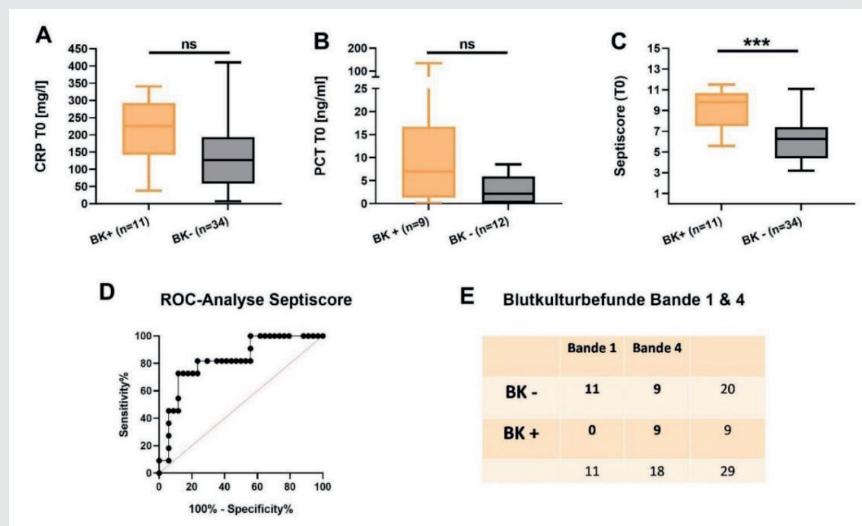 A
ns
CRP T0 [mg/l]
450
400
350
300
250
200
150
100
50
0
BK+ (n=11)
BK- (n=34)
B
ns
PCT T0 [ng/ml]
200
150
100
50
25
20
15
10
5
0
BK + (n=9)
BK - (n=12)
C
***
Septiscore (T0)
15
13
11
9
7
5
3
1
BK+ (n=11)
BK - (n=34)
D
ROC-Analyse Septiscore
Sensitivity%
100
80
60
40
20
0
0 20 40 60 80 100
100% - Specificity%
E
Blutkulturbefunde Bande 1 & 4
Bande 1 Bande 4
BK - 11 9 20
BK + 0 9 9
11 18 29